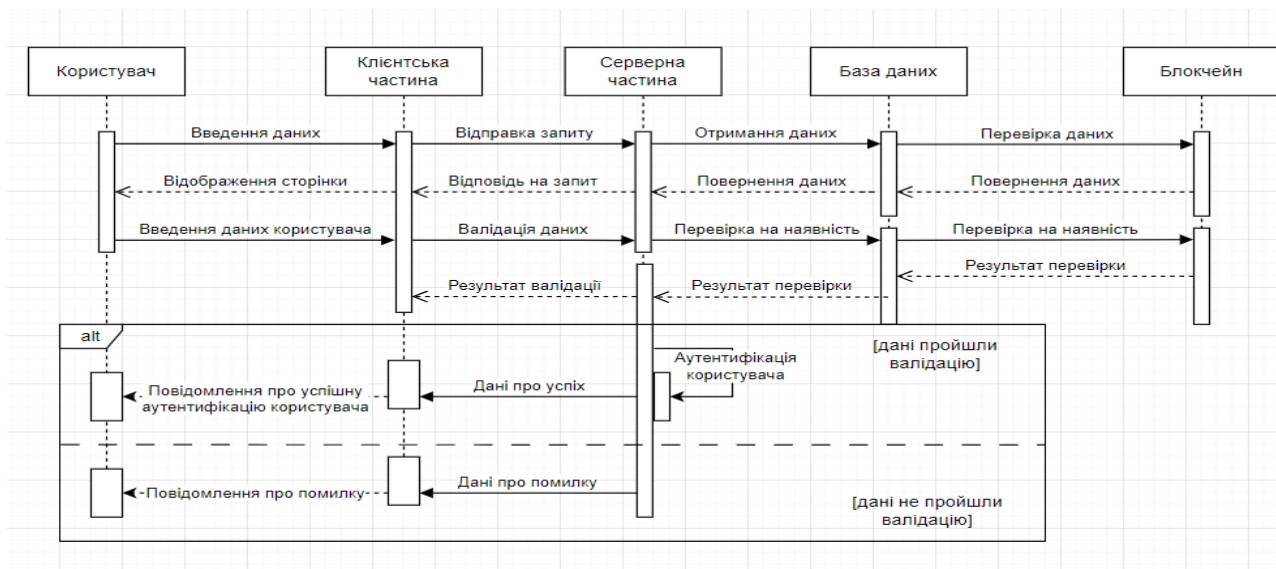 Користувач
Клієнтська
частина
Серверна
частина
База даних
Блокчейн
Введення даних
Відправка запиту
Отримання даних
Перевірка даних
Відображення сторінки
Відповідь на запит
Повернення даних
Повернення даних
Введення даних користувача
Валідація даних
Перевірка на наявність
Перевірка на наявність
Результат валідації
Результат перевірки
Результат перевірки
alt
[дані пройшли
валідацію]
Аутентифікація
користувача
Повідомлення про успішну
аутентифікацію користувача
Дані про успіх
Повідомлення про помилку
Дані про помилку
[дані не пройшли
валідацію]